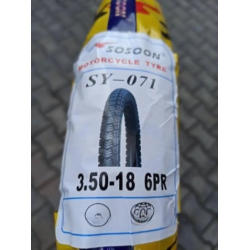 SOSOON
MOTORCYCLE TYRE
SY-071
3.50-18 6PR